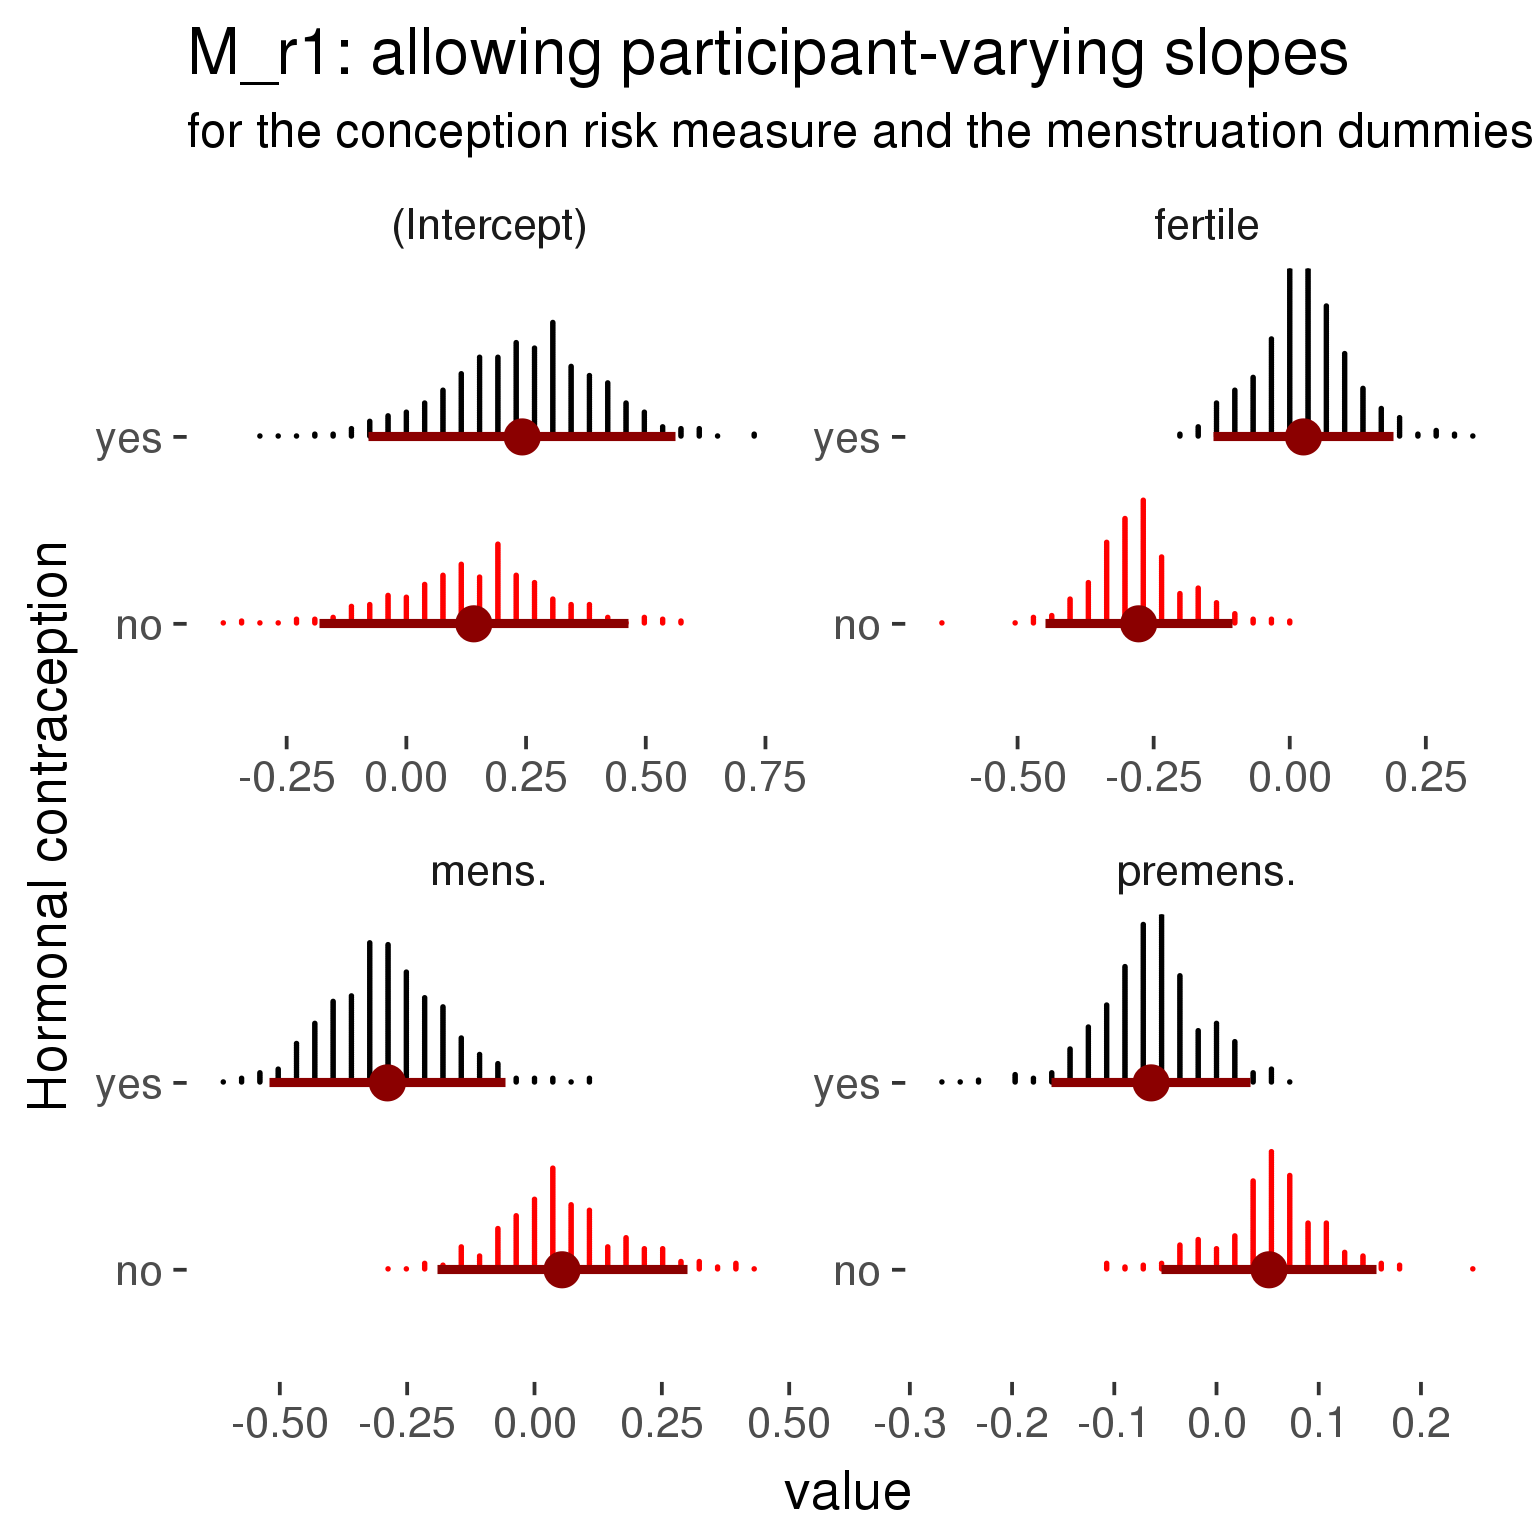 M_r1: allowing participant-varying slopes
for the conception risk measure and the menstruation dummies
(Intercept)
fertile
yes
yes
no
no
-0.25 0.00 0.25 0.50 0.75
-0.50 -0.25 0.00 0.25
Hormonal contraception
mens.
premens.
yes
yes
no
no
-0.50 -0.25 0.00 0.25 0.50
-0.3 -0.2 -0.1 0.0 0.1 0.2
value